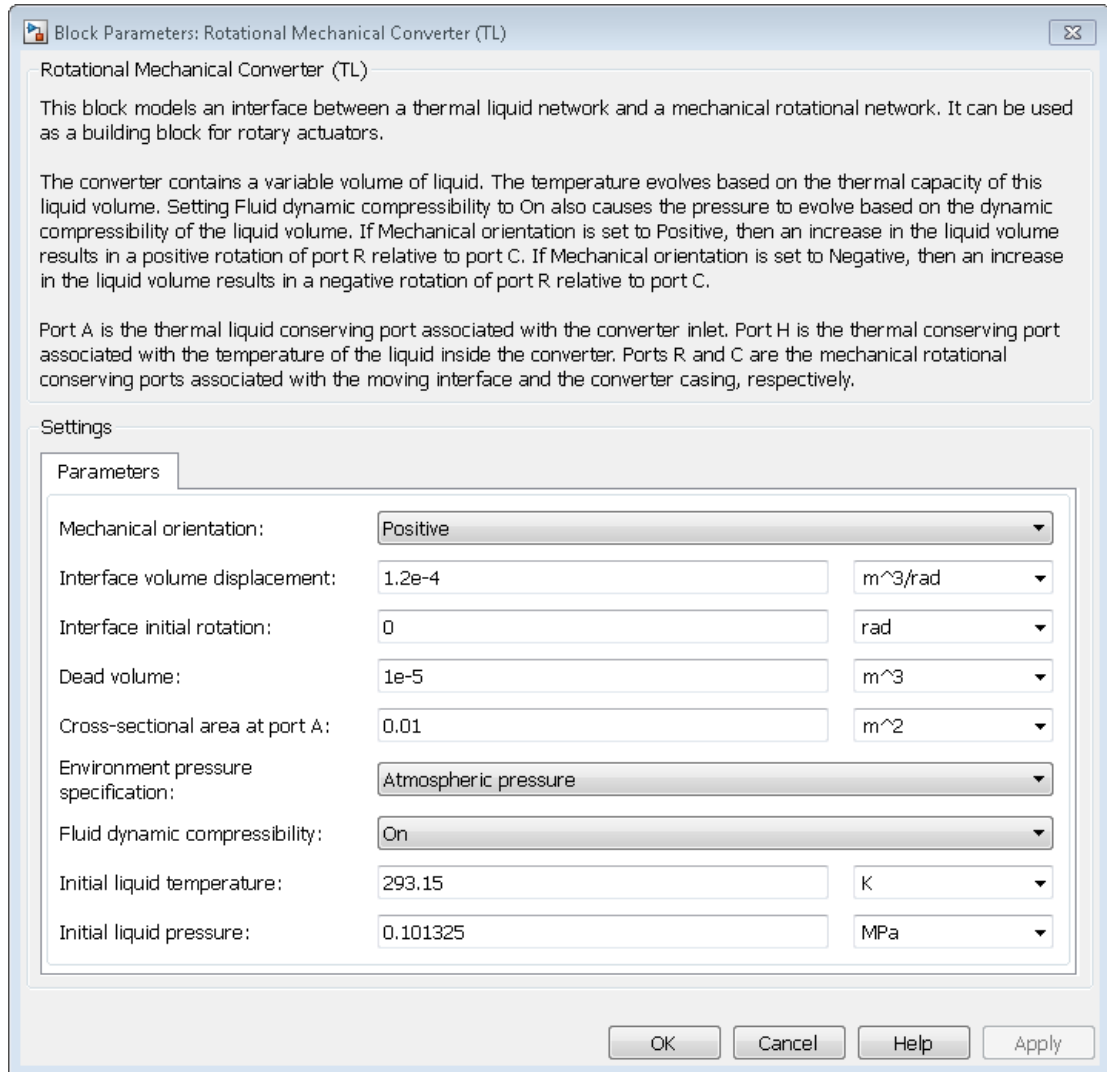 Block Parameters: Rotational Mechanical Converter (TL)
Rotational Mechanical Converter (TL)
This block models an interface between a thermal liquid network and a mechanical rotational network. It can be used
as a building block for rotary actuators.
The converter contains a variable volume of liquid. The temperature evolves based on the thermal capacity of this
liquid volume. Setting Fluid dynamic compressibility to On also causes the pressure to evolve based on the dynamic
compressibility of the liquid volume. If Mechanical orientation is set to Positive, then an increase in the liquid volume
results in a positive rotation of port R relative to port C. If Mechanical orientation is set to Negative, then an increase
in the liquid volume results in a negative rotation of port R relative to port C.
Port A is the thermal liquid conserving port associated with the converter inlet. Port H is the thermal conserving port
associated with the temperature of the liquid inside the converter. Ports R and C are the mechanical rotational
conserving ports associated with the moving interface and the converter casing, respectively.
Settings
Parameters
Mechanical orientation: Positive
Interface volume displacement: 1.2e-4 m^3/rad
Interface initial rotation: 0 rad
Dead volume: 1e-5 m^3
Cross-sectional area at port A: 0.01 m^2
Environment pressure
specification: Atmospheric pressure
Fluid dynamic compressibility: On
Initial liquid temperature: 293.15 K
Initial liquid pressure: 0.101325 MPa
OK Cancel Help Apply